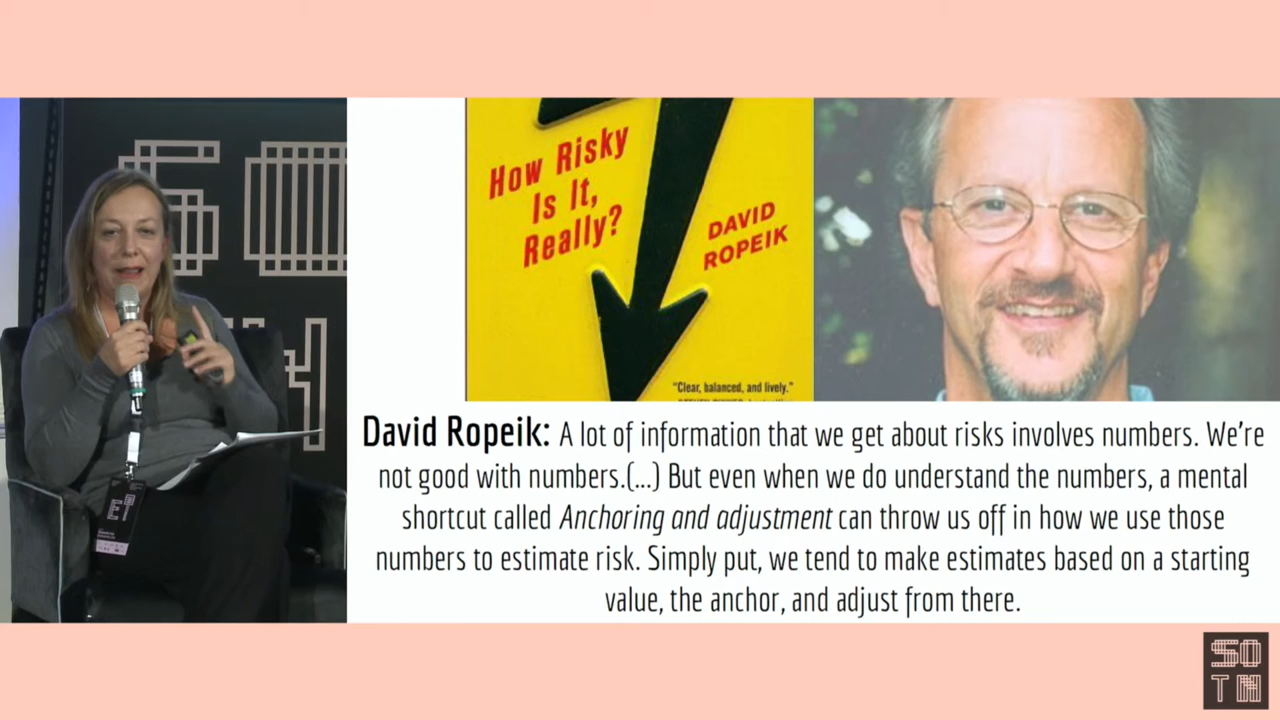 How Risky
Is It,
Really?
DAVID
ROPEIK
"Clear, balanced, and lively."
David Ropeik: A lot of information that we get about risks involves numbers. We're
not good with numbers.(...) But even when we do understand the numbers, a mental
shortcut called Anchoring and adjustment can throw us off in how we use those
numbers to estimate risk. Simply put, we tend to make estimates based on a starting
value, the anchor, and adjust from there.
SO
TN